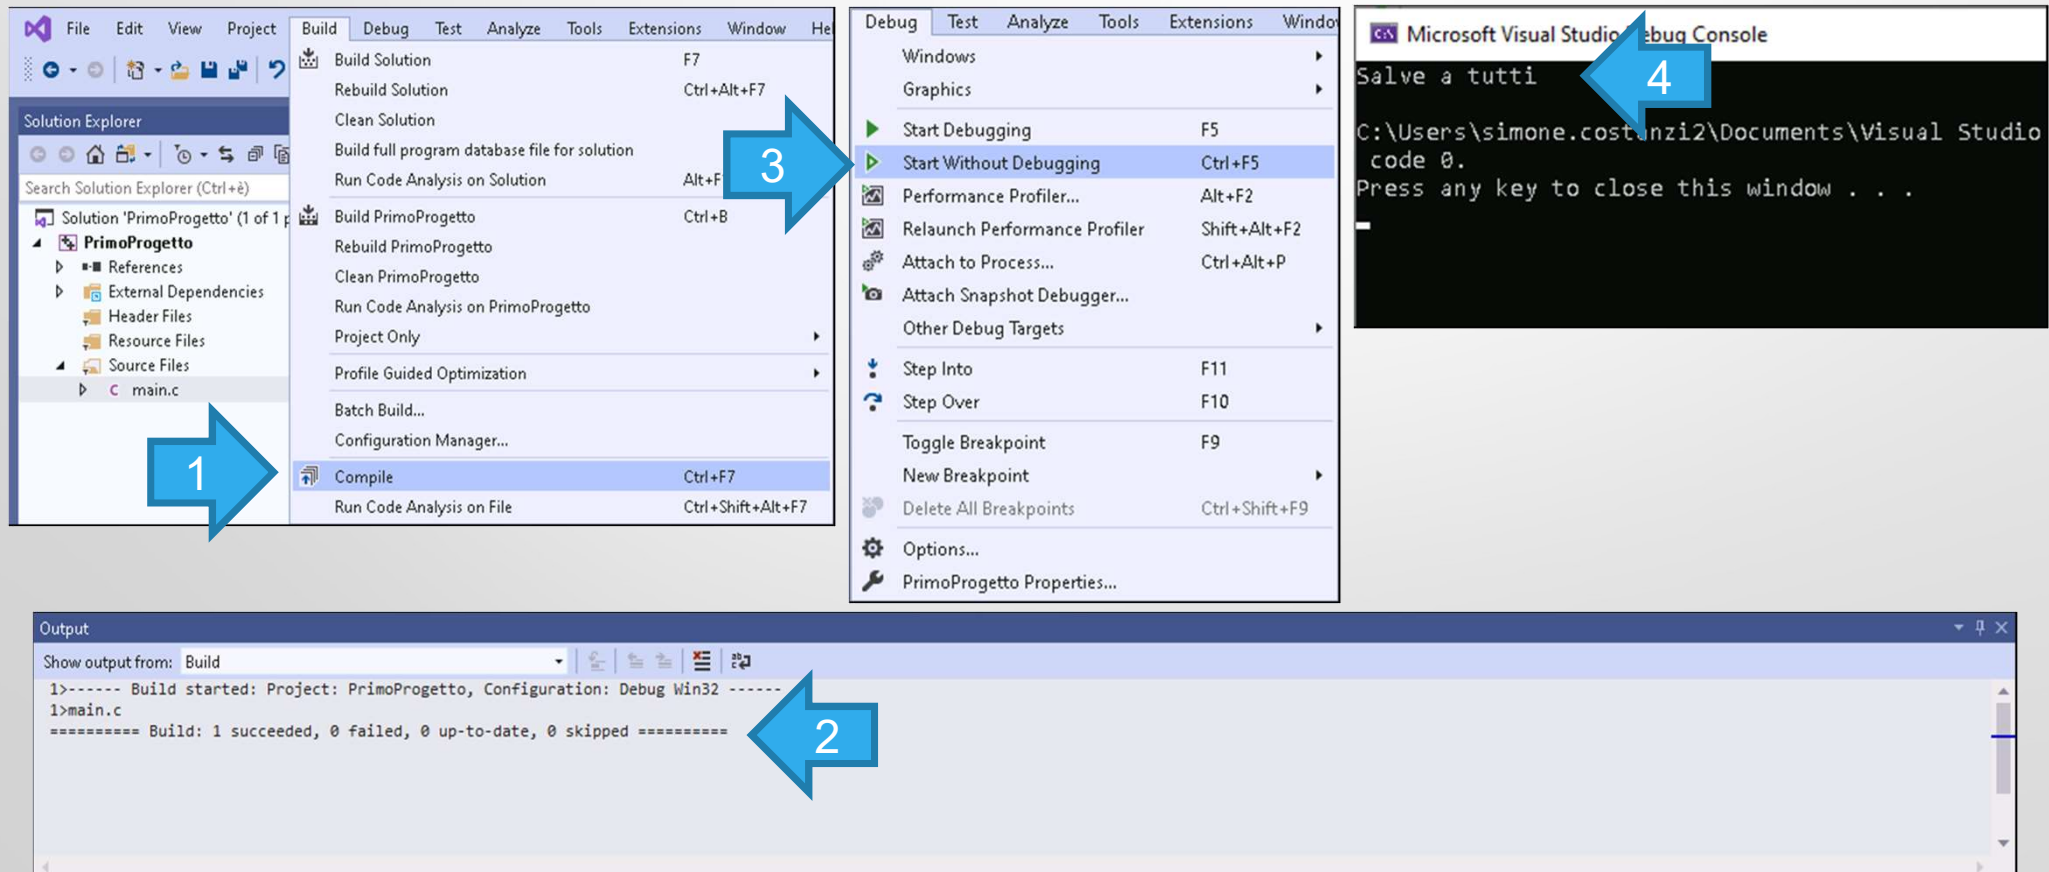 File Edit View Project Build Debug Test Analyze Tools Extensions Window
Solution Explorer
Search Solution Explorer (Ctrl+è)
Solution 'PrimoProgetto' (1 of 1
PrimoProgetto
References
External Dependencies
Header Files
Resource Files
Source Files
C main.c
1
Build Solution F7
Rebuild Solution Ctrl+Alt+F7
Clean Solution
Build full program database file for solution
Run Code Analysis on Solution
Build PrimoProgetto Ctrl+B
Rebuild PrimoProgetto
Clean PrimoProgetto
Run Code Analysis on PrimoProgetto
Project Only
Profile Guided Optimization
Batch Build...
Configuration Manager...
Compile Ctrl+F7
Run Code Analysis on File Ctrl+Shift+Alt+F7
3
Debug Test Analyze Tools Extensions
Windows
Graphics
Start Debugging F5
Start Without Debugging Ctrl+F5
Performance Profiler... Alt+F2
Relaunch Performance Profiler Shift+Alt+F2
Attach to Process... Ctrl+Alt+P
Attach Snapshot Debugger...
Other Debug Targets
Step Into F11
Step Over F10
Toggle Breakpoint F9
New Breakpoint
Delete All Breakpoints Ctrl+Shift+F9
Options...
PrimoProgetto Properties...
Microsoft Visual Studio Debug Console
Salve a tutti
4
C:\Users\simone.costanzi2\Documents\Visual Studio
code 0.
Press any key to close this window . . .
Output
Show output from: Build
1>------ Build started: Project: PrimoProgetto, Configuration: Debug Win32 ------
1>main.c
========== Build: 1 succeeded, 0 failed, 0 up-to-date, 0 skipped ==========
2